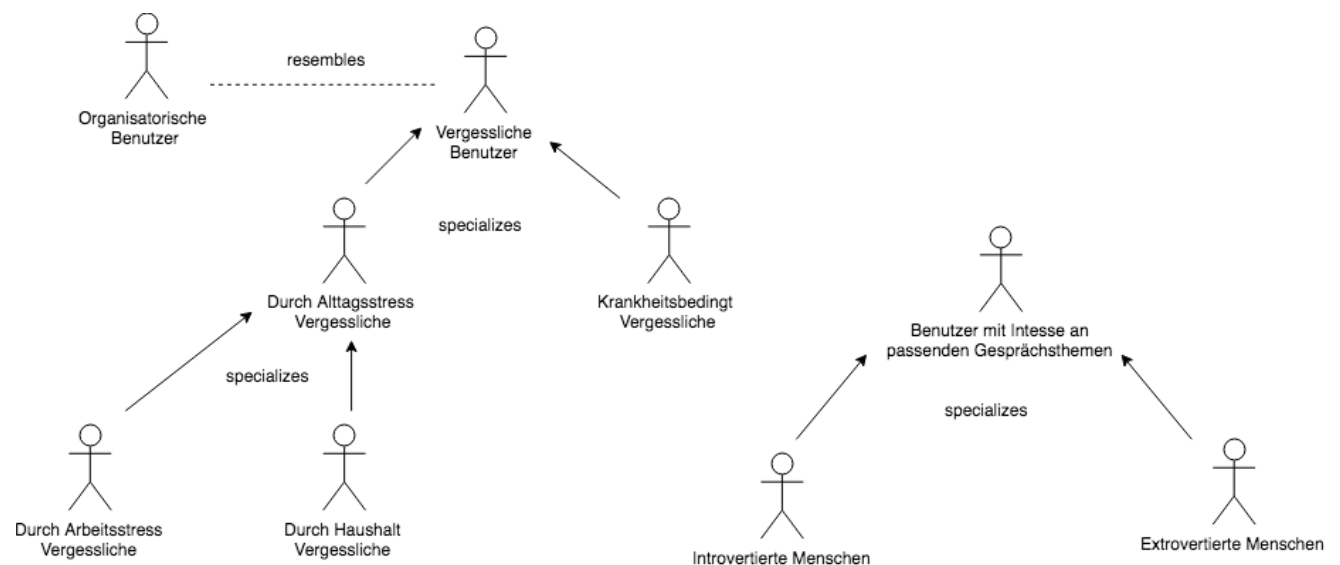 resembles
Organisatorische
Benutzer
Vergessliche
Benutzer
specializes
Durch Alttagsstress
Vergessliche
Krankheitsbedingt
Vergessliche
Benutzer mit Intesse an
passenden Gesprächsthemen
specializes
specializes
Durch Arbeitsstress
Vergessliche
Durch Haushalt
Vergessliche
Introvertierte Menschen
Extrovertierte Menschen